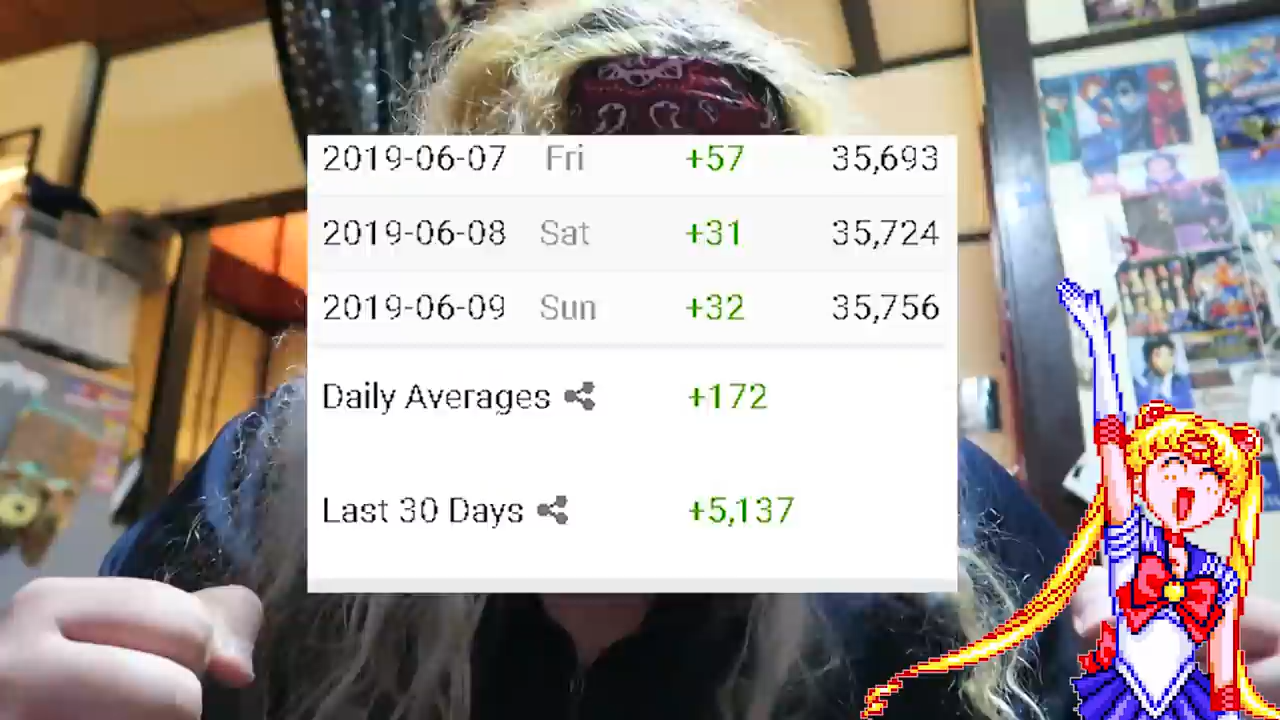 2019-06-07 Fri +57 35,693
2019-06-08 Sat +31 35,724
2019-06-09 Sun +32 35,756
Daily Averages +172
Last 30 Days +5,137